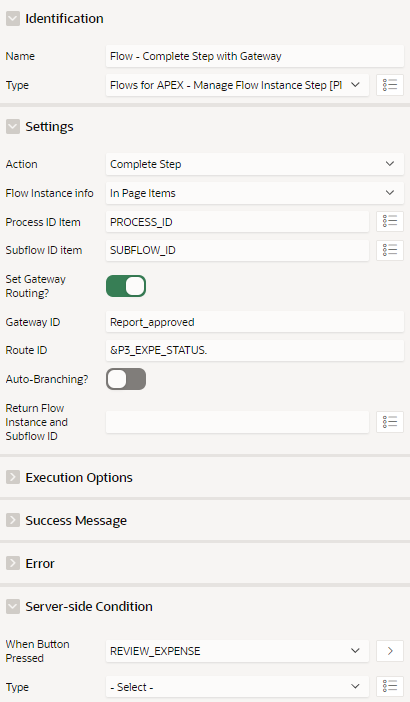 Identification
Name Flow - Complete Step with Gateway
Type Flows for APEX - Manage Flow Instance Step [Pl
Settings
Action Complete Step
Flow Instance info In Page Items
Process ID Item PROCESS_ID
Subflow ID item SUBFLOW_ID
Set Gateway
Routing?
Gateway ID Report_approved
Route ID &P3_EXPE_STATUS.
Auto-Branching?
Return Flow
Instance and
Subflow ID
Execution Options
Success Message
Error
Server-side Condition
When Button
Pressed REVIEW_EXPENSE
Type - Select -